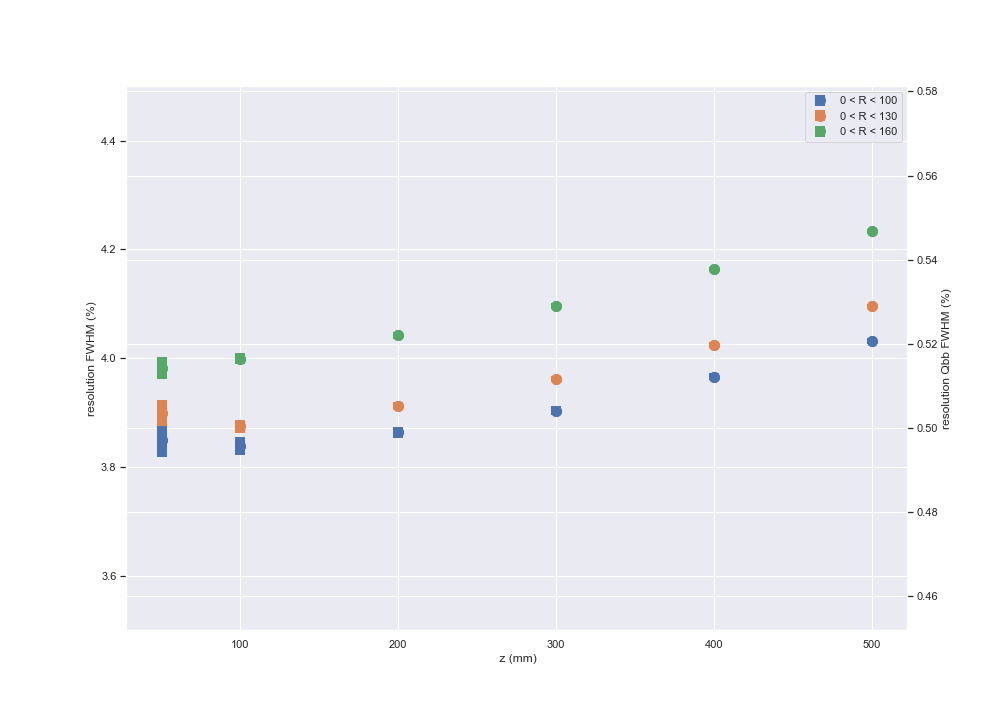 0 < R < 100
0 < R < 130
0 < R < 160
resolution FWHM (%)
4.4
4.2
4.0
3.8
3.6
0.58
0.56
0.54
0.52
0.50
0.48
0.46
resolution Qbb FWHM (%)
100 200 300 400 500
z (mm)